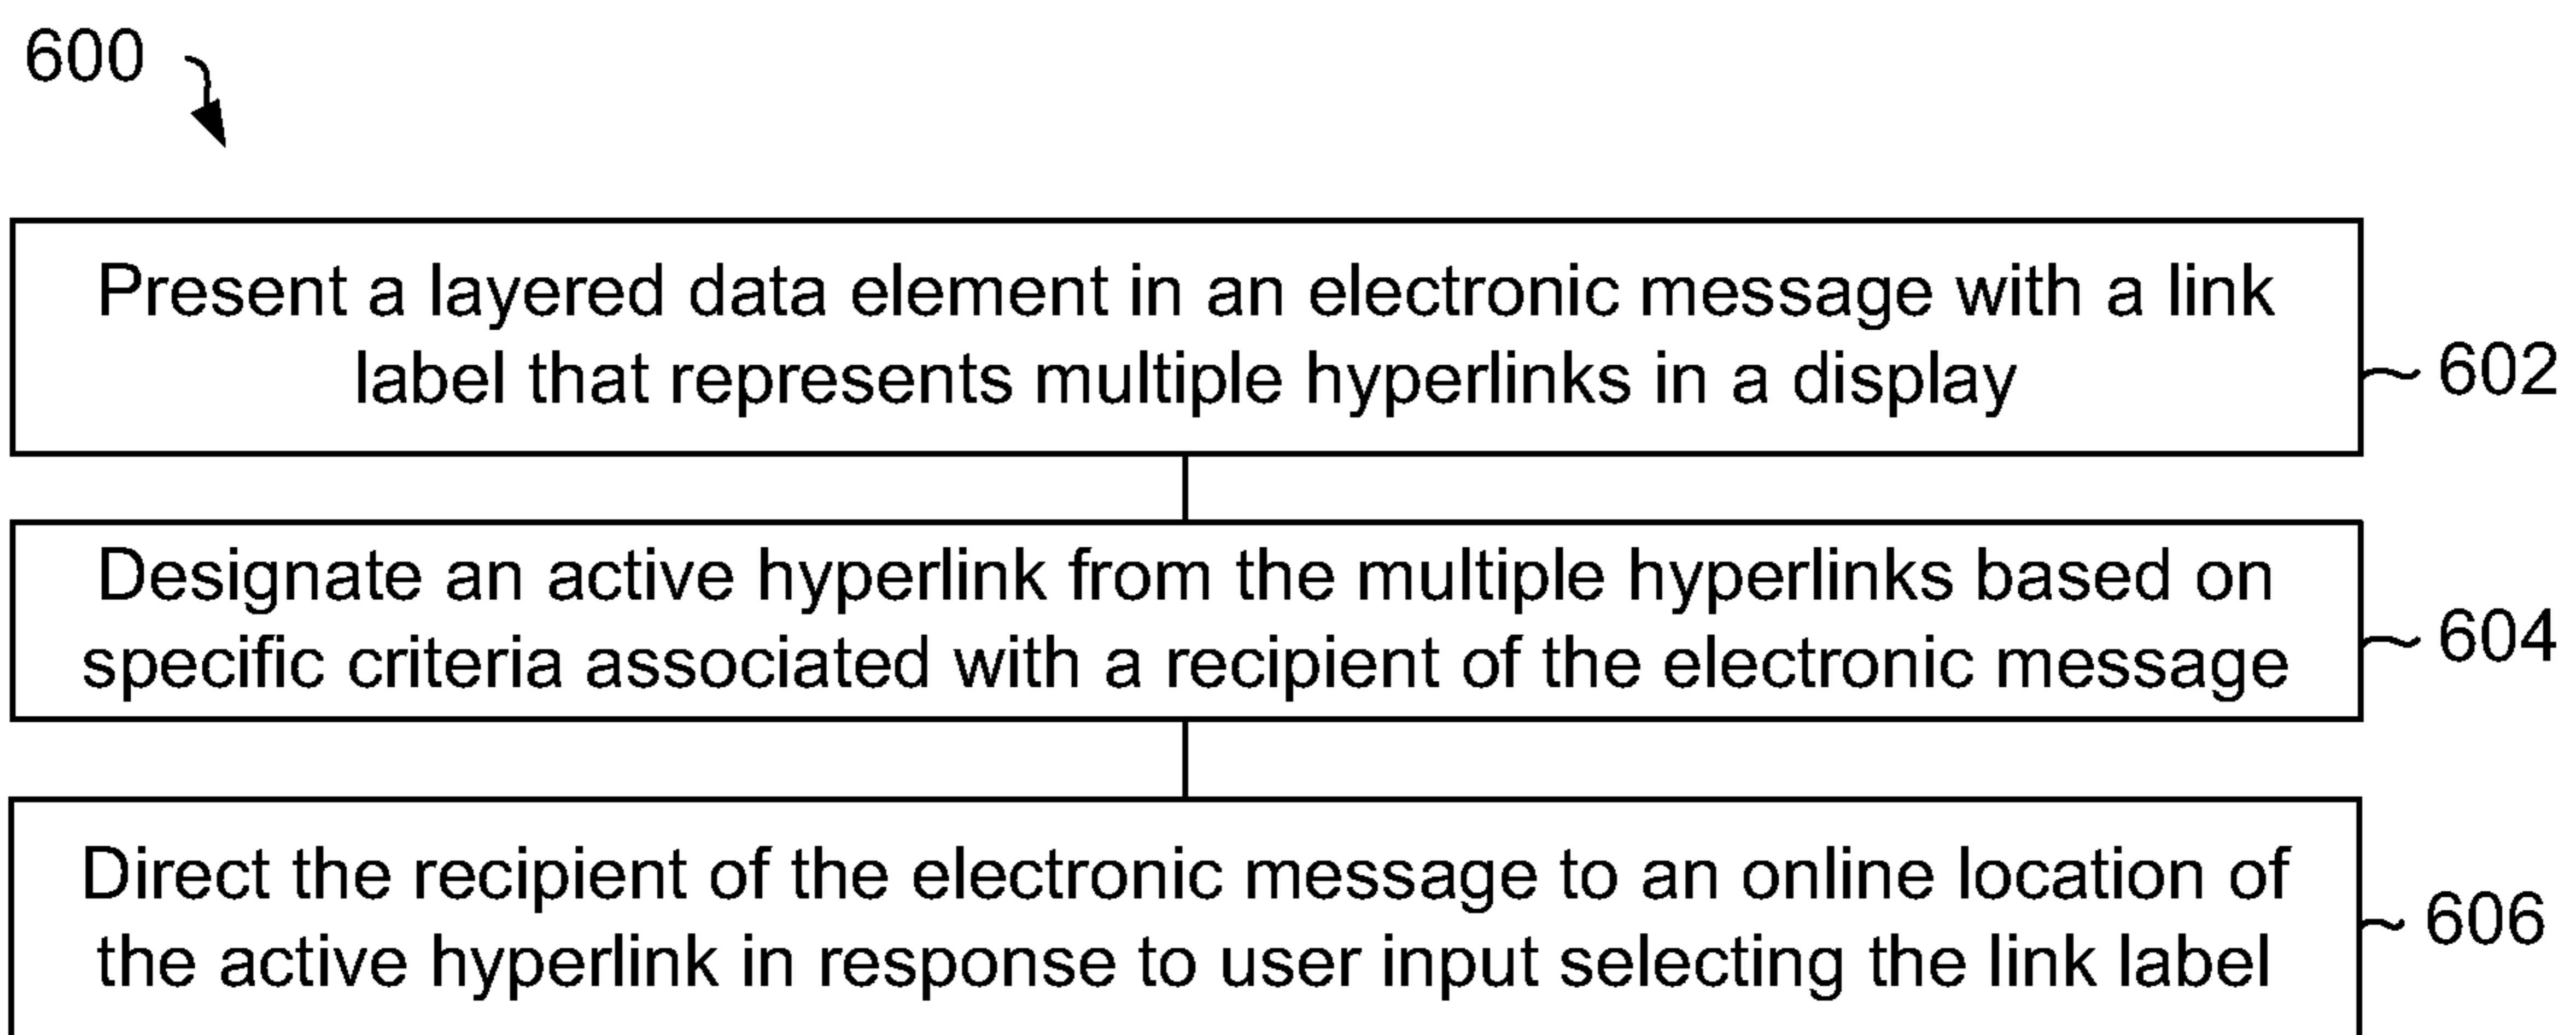 600
Present a layered data element in an electronic message with a link
label that represents multiple hyperlinks in a display
602
Designate an active hyperlink from the multiple hyperlinks based on
specific criteria associated with a recipient of the electronic message
604
Direct the recipient of the electronic message to an online location of
the active hyperlink in response to user input selecting the link label
606